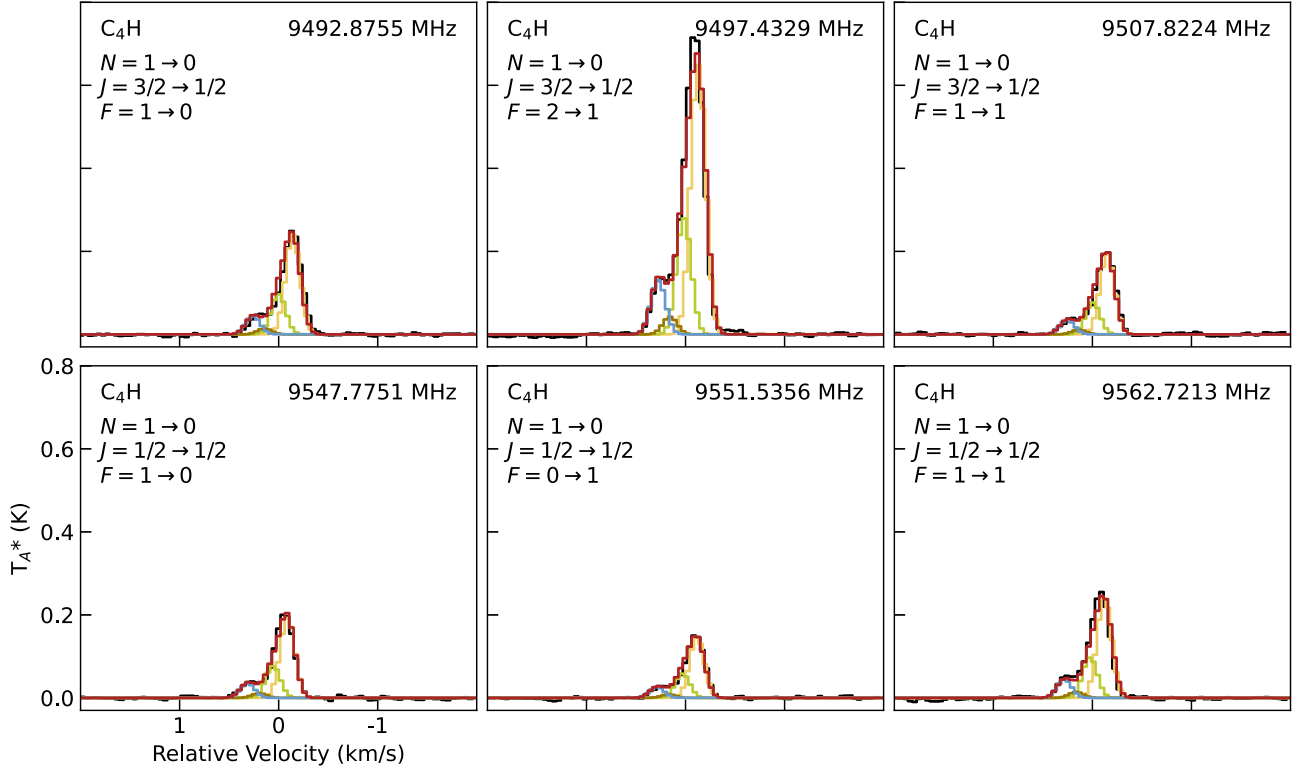 C₄H 9492.8755 MHz
N = 1 → 0
J = 3/2 → 1/2
F = 1 → 0
C₄H 9497.4329 MHz
N = 1 → 0
J = 3/2 → 1/2
F = 2 → 1
C₄H 9507.8224 MHz
N = 1 → 0
J = 3/2 → 1/2
F = 1 → 1
C₄H 9547.7751 MHz
N = 1 → 0
J = 1/2 → 1/2
F = 1 → 0
C₄H 9551.5356 MHz
N = 1 → 0
J = 1/2 → 1/2
F = 0 → 1
C₄H 9562.7213 MHz
N = 1 → 0
J = 1/2 → 1/2
F = 1 → 1
0.8
0.6
0.4
0.2
0.0
T_A* (K)
1 0 -1
Relative Velocity (km/s)